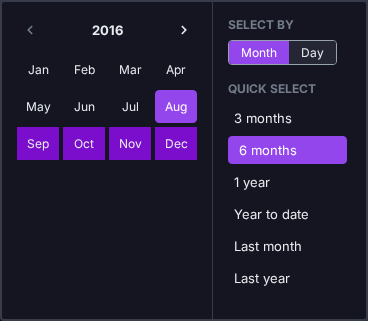 2016
Jan Feb Mar Apr
May Jun Jul Aug
Sep Oct Nov Dec
SELECT BY
Month Day
QUICK SELECT
3 months
6 months
1 year
Year to date
Last month
Last year